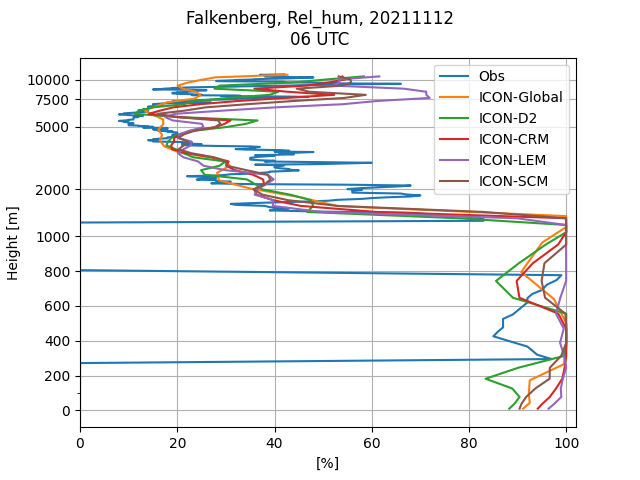 Falkenberg, Rel_hum, 20211112
06 UTC
Obs
ICON-Global
ICON-D2
ICON-CRM
ICON-LEM
ICON-SCM
Height [m]
10000
7500
5000
2000
1000
800
600
400
200
0
0 20 40 60 80 100
[%]